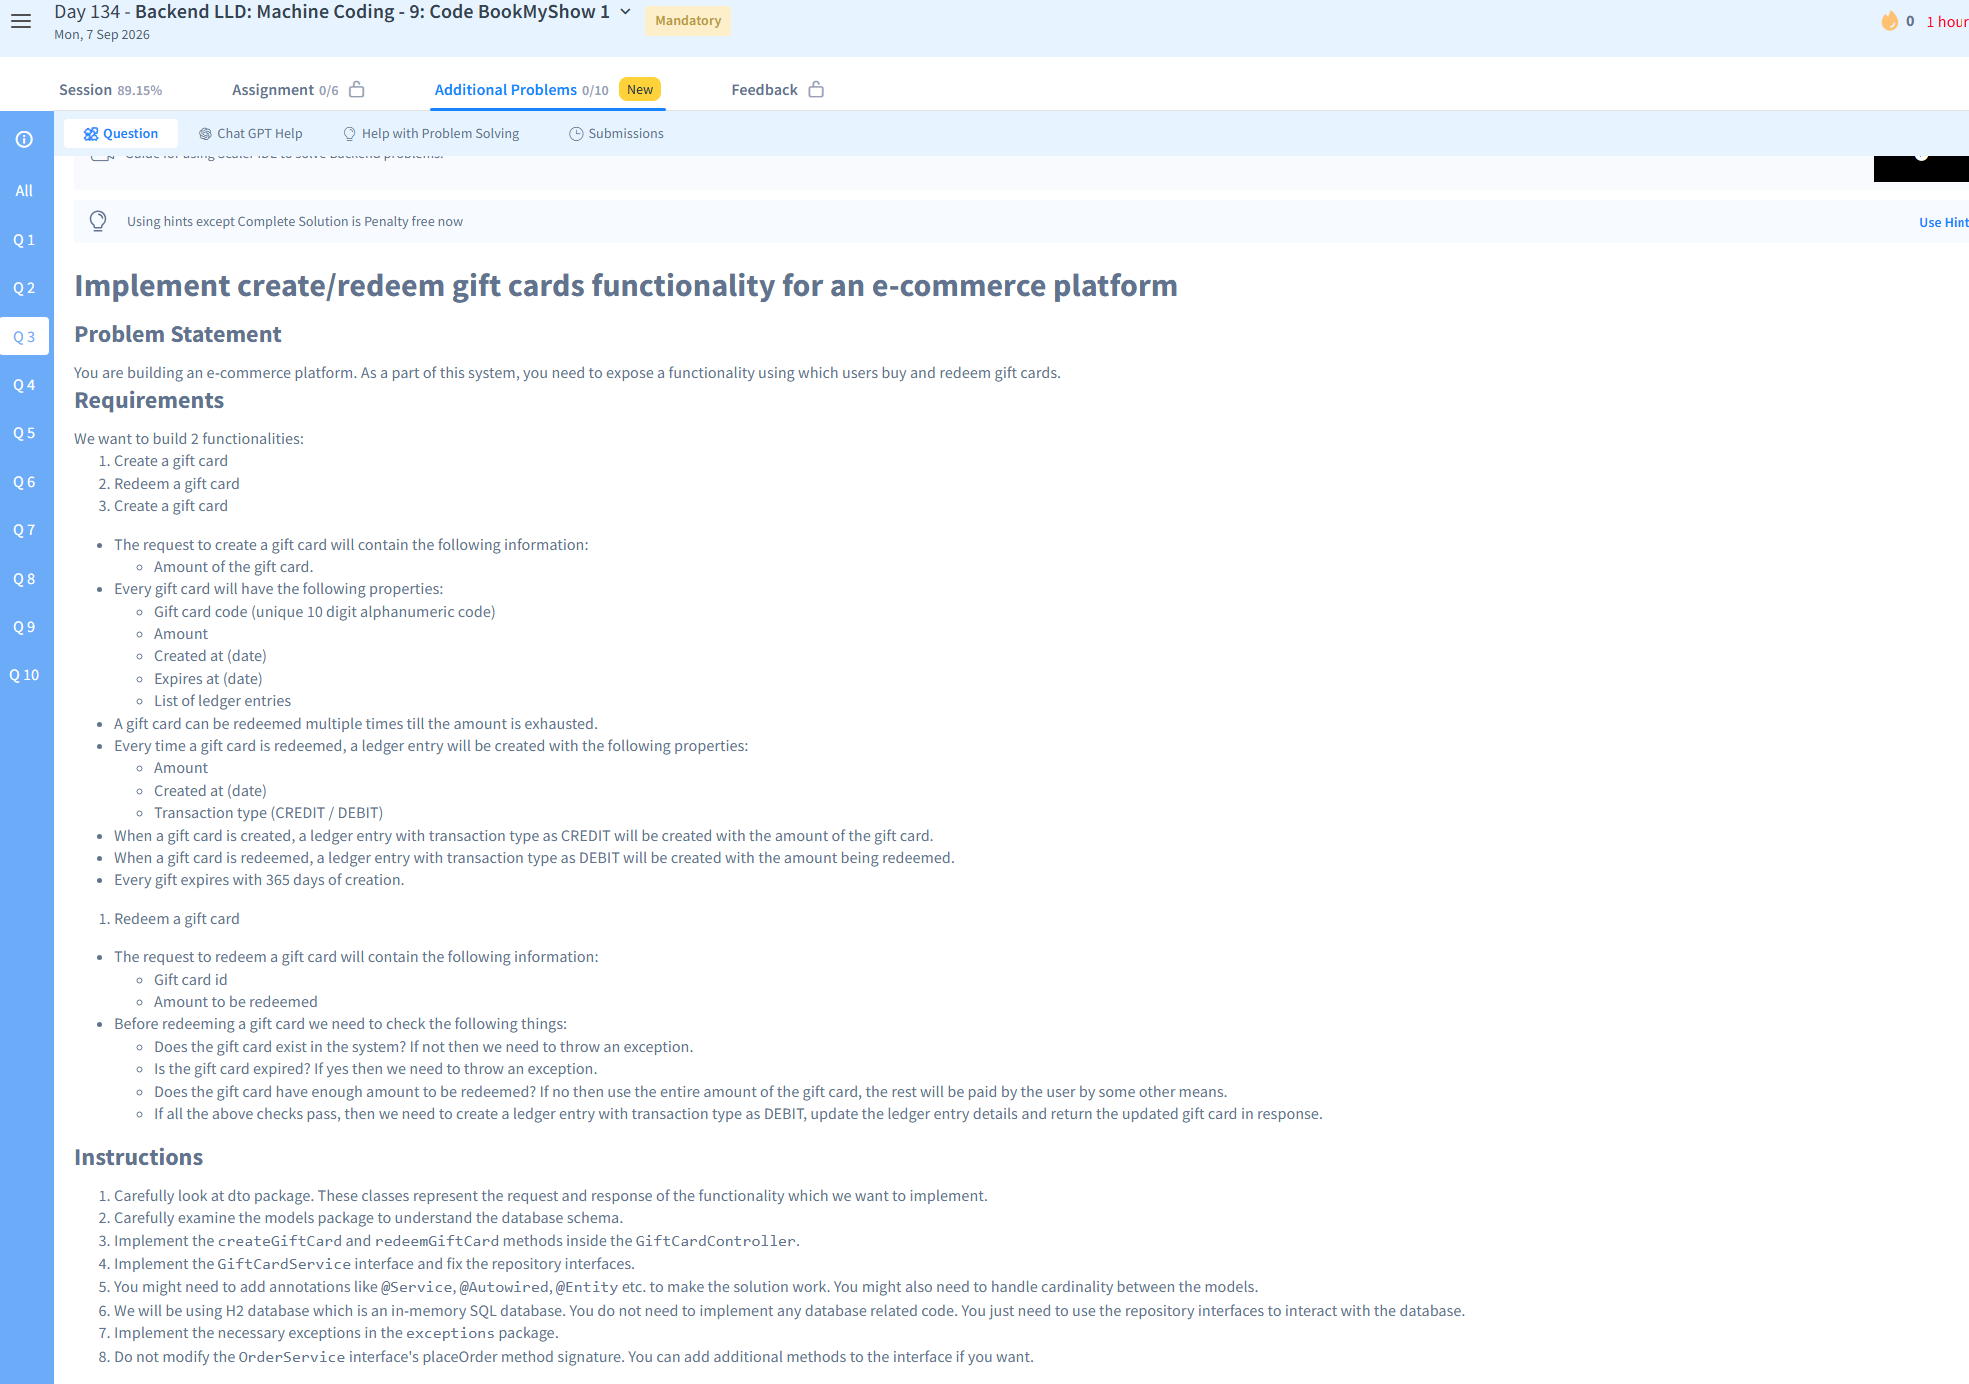 Day 134 - Backend LLD: Machine Coding - 9: Code BookMyShow 1
Mandatory
0 1 hour
Mon, 7 Sep 2026
Session 89.15% Assignment 0/6 Additional Problems 0/10 New Feedback
Question Chat GPT Help Help with Problem Solving Submissions
Guide for using Scaler IDE to solve Backend problems.
All
Q 1
Q 2
Q 3
Q 4
Q 5
Q 6
Q 7
Q 8
Q 9
Q 10
Using hints except Complete Solution is Penalty free now
Use Hint
Implement create/redeem gift cards functionality for an e-commerce platform
Problem Statement
You are building an e-commerce platform. As a part of this system, you need to expose a functionality using which users buy and redeem gift cards.
Requirements
We want to build 2 functionalities:
1. Create a gift card
2. Redeem a gift card
3. Create a gift card
• The request to create a gift card will contain the following information:
◦ Amount of the gift card.
• Every gift card will have the following properties:
◦ Gift card code (unique 10 digit alphanumeric code)
◦ Amount
◦ Created at (date)
◦ Expires at (date)
◦ List of ledger entries
• A gift card can be redeemed multiple times till the amount is exhausted.
• Every time a gift card is redeemed, a ledger entry will be created with the following properties:
◦ Amount
◦ Created at (date)
◦ Transaction type (CREDIT / DEBIT)
• When a gift card is created, a ledger entry with transaction type as CREDIT will be created with the amount of the gift card.
• When a gift card is redeemed, a ledger entry with transaction type as DEBIT will be created with the amount being redeemed.
• Every gift expires with 365 days of creation.
1. Redeem a gift card
• The request to redeem a gift card will contain the following information:
◦ Gift card id
◦ Amount to be redeemed
• Before redeeming a gift card we need to check the following things:
◦ Does the gift card exist in the system? If not then we need to throw an exception.
◦ Is the gift card expired? If yes then we need to throw an exception.
◦ Does the gift card have enough amount to be redeemed? If no then use the entire amount of the gift card, the rest will be paid by the user by some other means.
◦ If all the above checks pass, then we need to create a ledger entry with transaction type as DEBIT, update the ledger entry details and return the updated gift card in response.
Instructions
1. Carefully look at dto package. These classes represent the request and response of the functionality which we want to implement.
2. Carefully examine the models package to understand the database schema.
3. Implement the createGiftCard and redeemGiftCard methods inside the GiftCardController.
4. Implement the GiftCardService interface and fix the repository interfaces.
5. You might need to add annotations like @Service, @Autowired, @Entity etc. to make the solution work. You might also need to handle cardinality between the models.
6. We will be using H2 database which is an in-memory SQL database. You do not need to implement any database related code. You just need to use the repository interfaces to interact with the database.
7. Implement the necessary exceptions in the exceptions package.
8. Do not modify the OrderService interface's placeOrder method signature. You can add additional methods to the interface if you want.